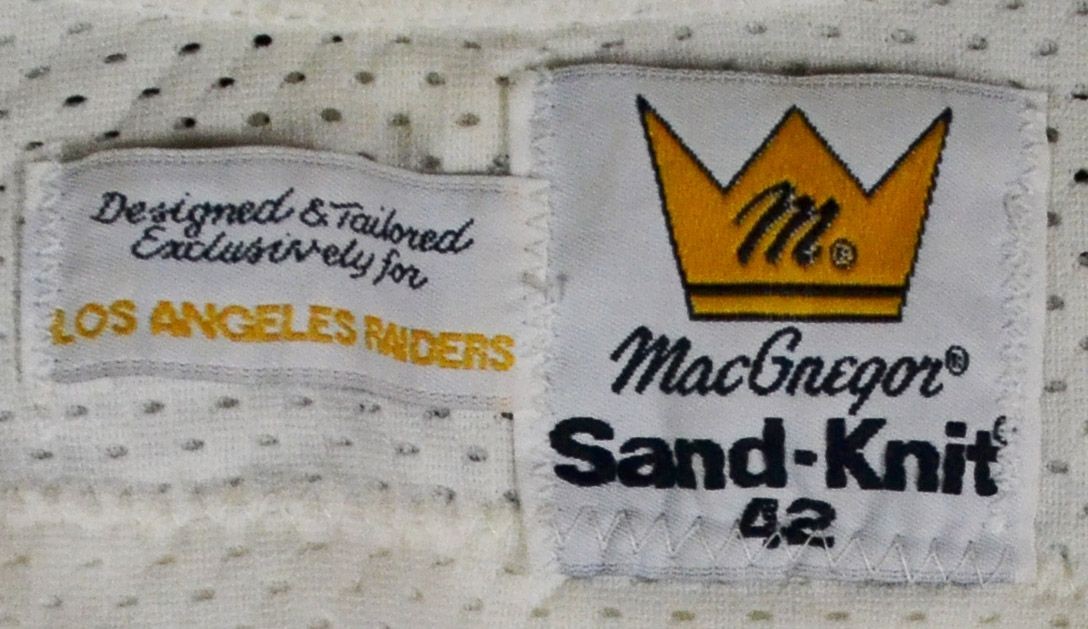 Designed & Tailored
Exclusively for
LOS ANGELES RAIDERS
M®
MacGregor®
Sand-Knit
42